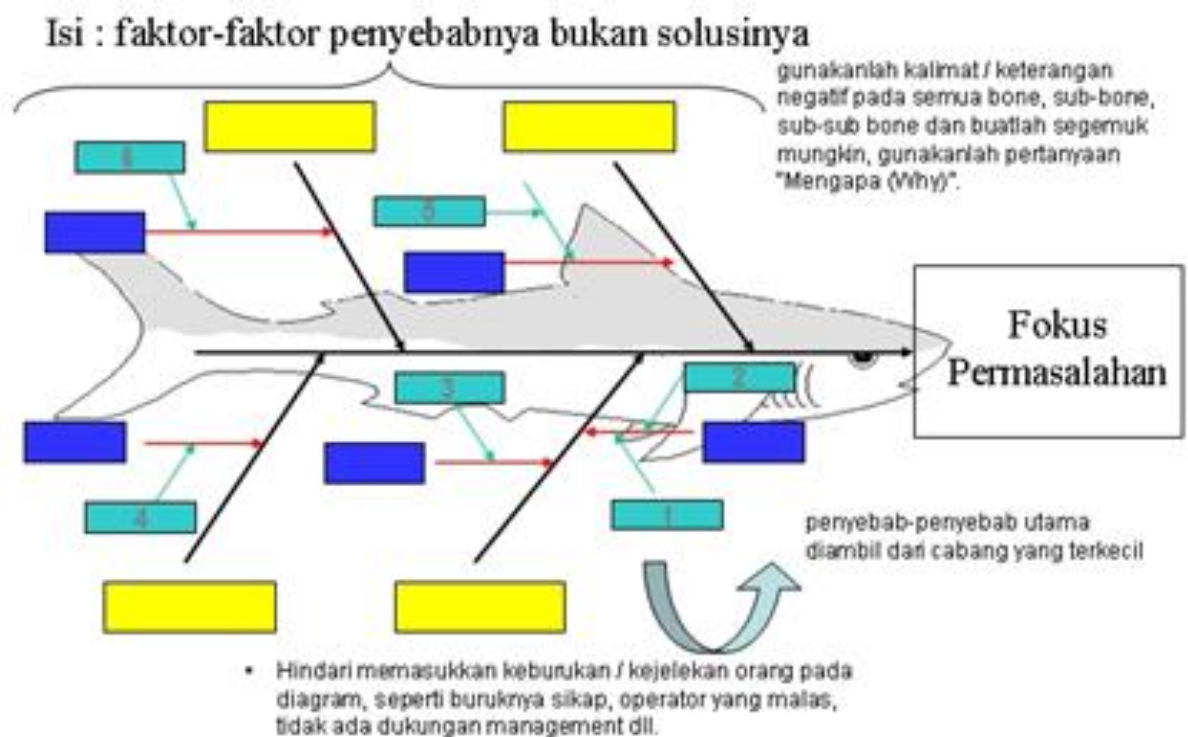 Isi : faktor-faktor penyebabnya bukan solusinya
gunakanlah kalimat / keterangan
negatif pada semua bone, sub-bone,
sub-sub bone dan buatlah segemuk
mungkin, gunakanlah pertanyaan
"Mengapa (Why)".
6
5
Fokus
Permasalahan
3
2
4
1
penyebab-penyebab utama
diambil dari cabang yang terkecil
• Hindari memasukkan keburukan / kejelekan orang pada
diagram, seperti buruknya sikap, operator yang malas,
tidak ada dukungan management dll.